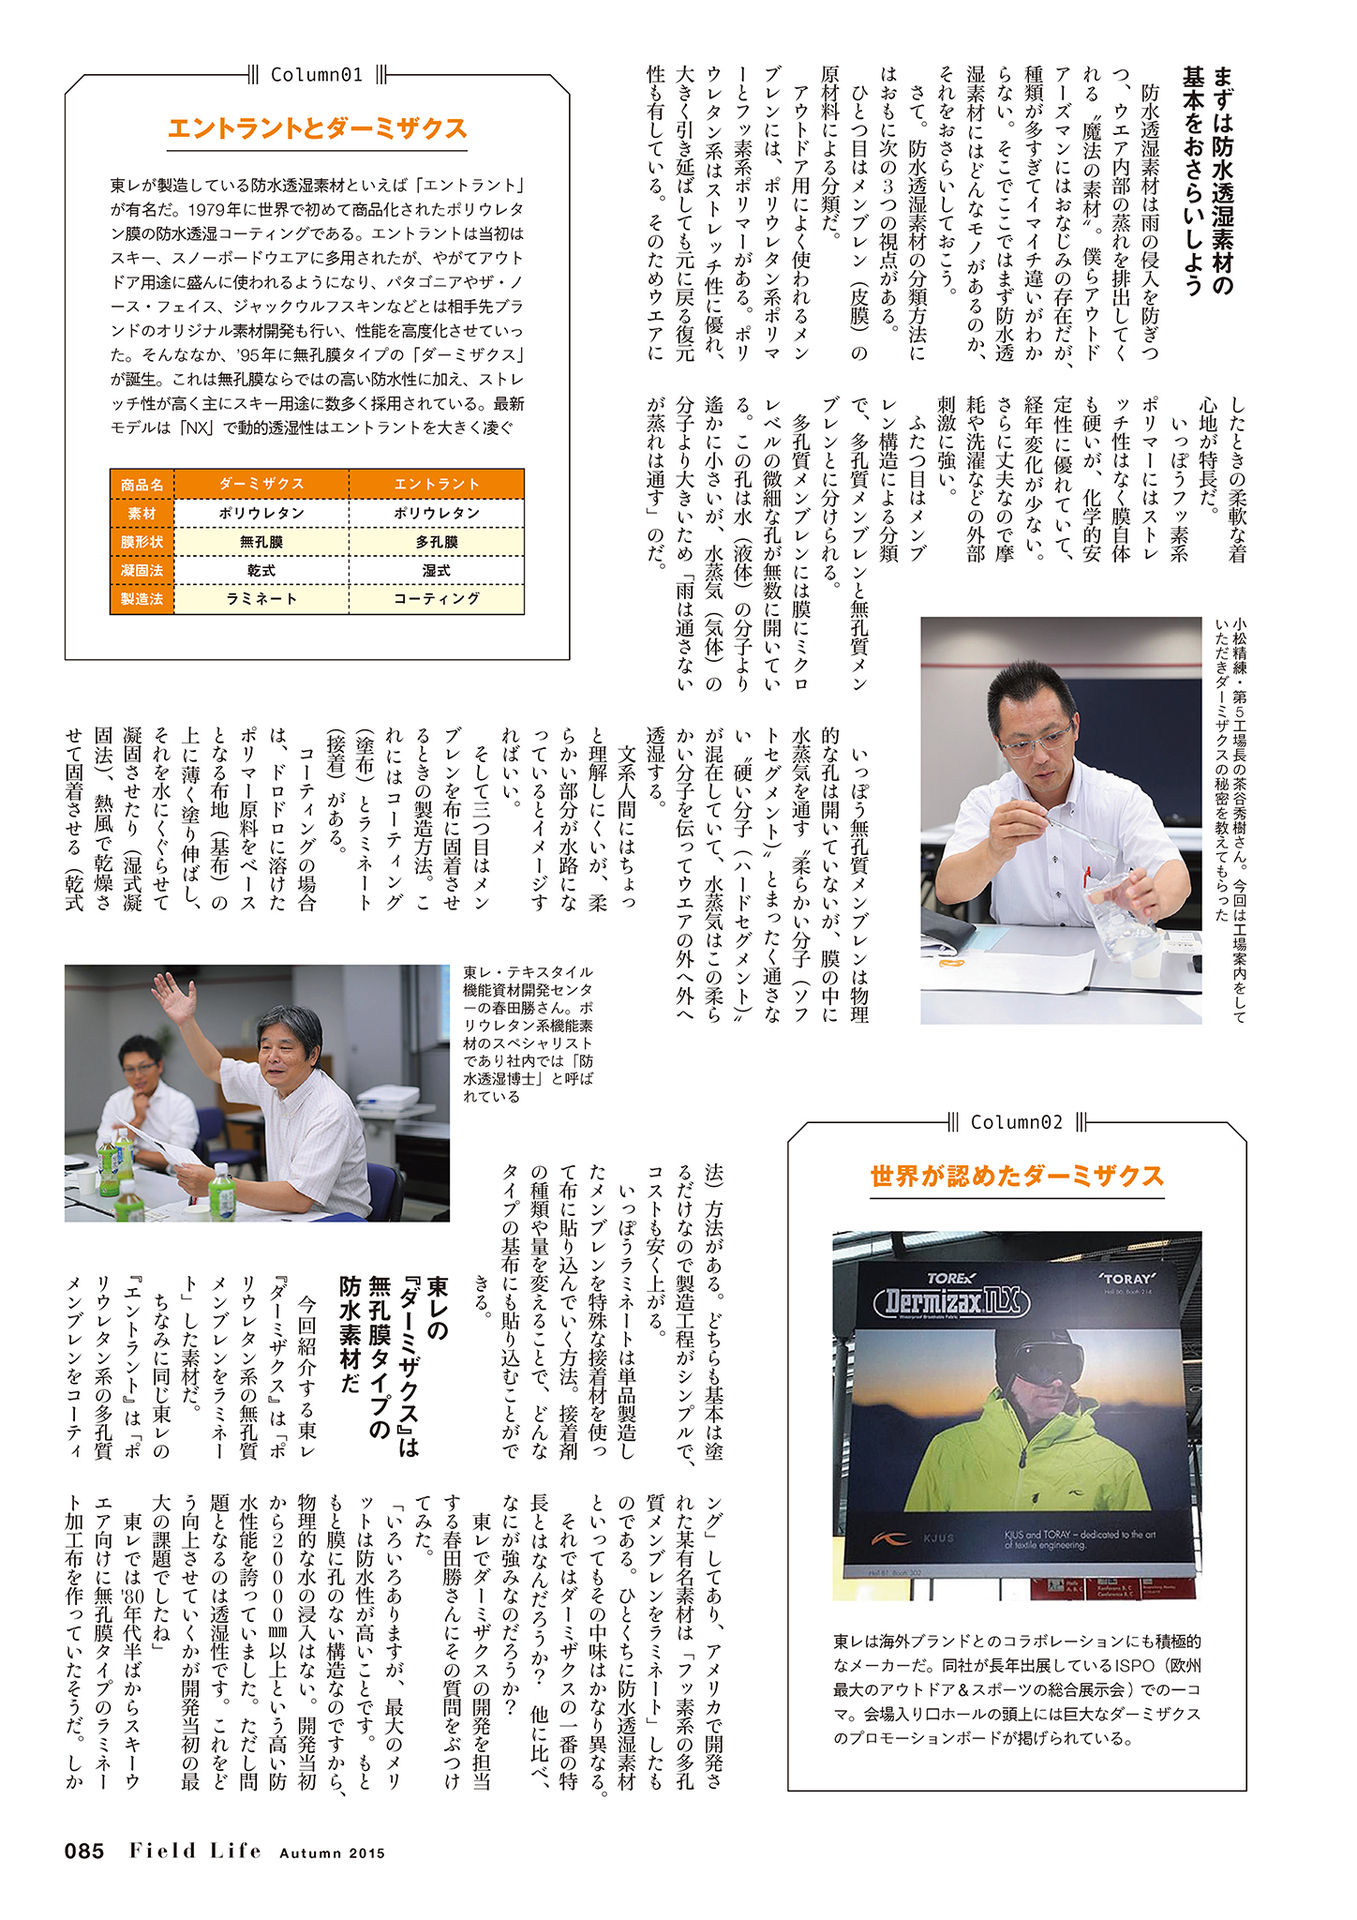 まずは防水透湿素材の
基本をおさらいしよう
防水透湿素材は雨の侵入を防ぎつ
つ、ウエア内部の蒸れを排出してく
れる〝魔法の素材〟。僕らアウトド
アーズマンにはおなじみの存在だが、
種類が多すぎてイマイチ違いがわか
らない。そこでここではまず防水透
湿素材にはどんなモノがあるのか、
それをおさらいしておこう。
さて。防水透湿素材の分類方法に
はおもに次の3つの視点がある。
ひとつ目はメンブレン（皮膜）の
原材料による分類だ。
アウトドア用によく使われるメン
ブレンには、ポリウレタン系ポリマ
ーとフッ素系ポリマーがある。ポリ
ウレタン系はストレッチ性に優れ、
大きく引き延ばしても元に戻る復元
性も有している。そのためウエアに
したときの柔軟な着
心地が特長だ。
いっぽうフッ素系
ポリマーにはストレ
ッチ性はなく膜自体
も硬いが、化学的安
定性に優れていて、
経年変化が少ない。
さらに丈夫なので摩
耗や洗濯などの外部
刺激に強い。
ふたつ目はメンブ
レン構造による分類
で、多孔質メンブレンと無孔質メン
ブレンとに分けられる。
多孔質メンブレンには膜にミクロ
レベルの微細な孔が無数に開いてい
る。この孔は水（液体）の分子より
遙かに小さいが、水蒸気（気体）の
分子より大きいため「雨は通さない
が蒸れは通す」のだ。
いっぽう無孔質メンブレンは物理
的な孔は開いていないが、膜の中に
水蒸気を通す〝柔らかい分子（ソフ
トセグメント）〟とまったく通さな
い〝硬い分子（ハードセグメント）〟
が混在していて、水蒸気はこの柔ら
かい分子を伝ってウエアの外へ外へ
透湿する。
文系人間にはちょっ
と理解しにくいが、柔
らかい部分が水路にな
っているとイメージす
ればいい。
そして三つ目はメン
ブレンを布に固着させ
るときの製造方法。こ
れにはコーティング
（塗布）とラミネート
（接着）がある。
コーティングの場合
は、ドロドロに溶けた
ポリマー原料をベース
となる布地（基布）の
上に薄く塗り伸ばし、
それを水にくぐらせて
凝固させたり（湿式凝
固法）、熱風で乾燥さ
せて固着させる（乾式
法）方法がある。どちらも基本は塗
るだけなので製造工程がシンプルで、
コストも安く上がる。
いっぽうラミネートは単品製造し
たメンブレンを特殊な接着材を使っ
て布に貼り込んでいく方法。接着剤
の種類や量を変えることで、どんな
タイプの基布にも貼り込むことがで
きる。
東レの
『ダーミザクス』は
無孔膜タイプの
防水素材だ
今回紹介する東レ
『ダーミザクス』は「ポ
リウレタン系の無孔質
メンブレンをラミネー
ト」した素材だ。
ちなみに同じ東レの
『エントラント』は「ポ
リウレタン系の多孔質
メンブレンをコーティ
ング」してあり、アメリカで開発さ
れた某有名素材は「フッ素系の多孔
質メンブレンをラミネート」したも
のである。ひとくちに防水透湿素材
といってもその中味はかなり異なる。
それではダーミザクスの一番の特
長とはなんだろうか？　他に比べ、
なにが強みなのだろうか？
東レでダーミザクスの開発を担当
する春田勝さんにその質問をぶつけ
てみた。
「いろいろありますが、最大のメリ
ットは防水性が高いことです。もと
もと膜に孔のない構造なのですから、
物理的な水の浸入はない。開発当初
から20000㎜以上という高い防
水性能を誇っていました。ただし問
題となるのは透湿性です。これをど
う向上させていくかが開発当初の最
大の課題でしたね」
東レでは'80年代半ばからスキーウ
エア向けに無孔膜タイプのラミネー
ト加工布を作っていたそうだ。しか
Column01
エントラントとダーミザクス
東レが製造している防水透湿素材といえば「エントラント」
が有名だ。1979年に世界で初めて商品化されたポリウレタ
ン膜の防水透湿コーティングである。エントラントは当初は
スキー、スノーボードウエアに多用されたが、やがてアウト
ドア用途に盛んに使われるようになり、パタゴニアやザ・ノ
ース・フェイス、ジャックウルフスキンなどとは相手先ブラ
ンドのオリジナル素材開発も行い、性能を高度化させていっ
た。そんななか、'95年に無孔膜タイプの「ダーミザクス」
が誕生。これは無孔膜ならではの高い防水性に加え、ストレ
ッチ性が高く主にスキー用途に数多く採用されている。最新
モデルは「NX」で動的透湿性はエントラントを大きく凌ぐ
商品名 ダーミザクス エントラント
素材 ポリウレタン ポリウレタン
膜形状 無孔膜 多孔膜
凝固法 乾式 湿式
製造法 ラミネート コーティング
小松精練・第5工場長の茶谷秀樹さん。今回は工場案内をして
いただきダーミザクスの秘密を教えてもらった
東レ・テキスタイル
機能資材開発センタ
ーの春田勝さん。ポ
リウレタン系機能素
材のスペシャリスト
であり社内では「防
水透湿博士」と呼ば
れている
Column02
世界が認めたダーミザクス
TOREX
'TORAY'
Hall B6, Booth 214
Dermizax NX
Waterproof Breathable Fabric
KJUS
KJUS and TORAY – dedicated to the art
of textile engineering.
Hall B1, Booth 302
東レは海外ブランドとのコラボレーションにも積極的
なメーカーだ。同社が長年出展しているISPO（欧州
最大のアウトドア＆スポーツの総合展示会）での一コ
マ。会場入り口ホールの頭上には巨大なダーミザクス
のプロモーションボードが掲げられている。
085 Field Life Autumn 2015